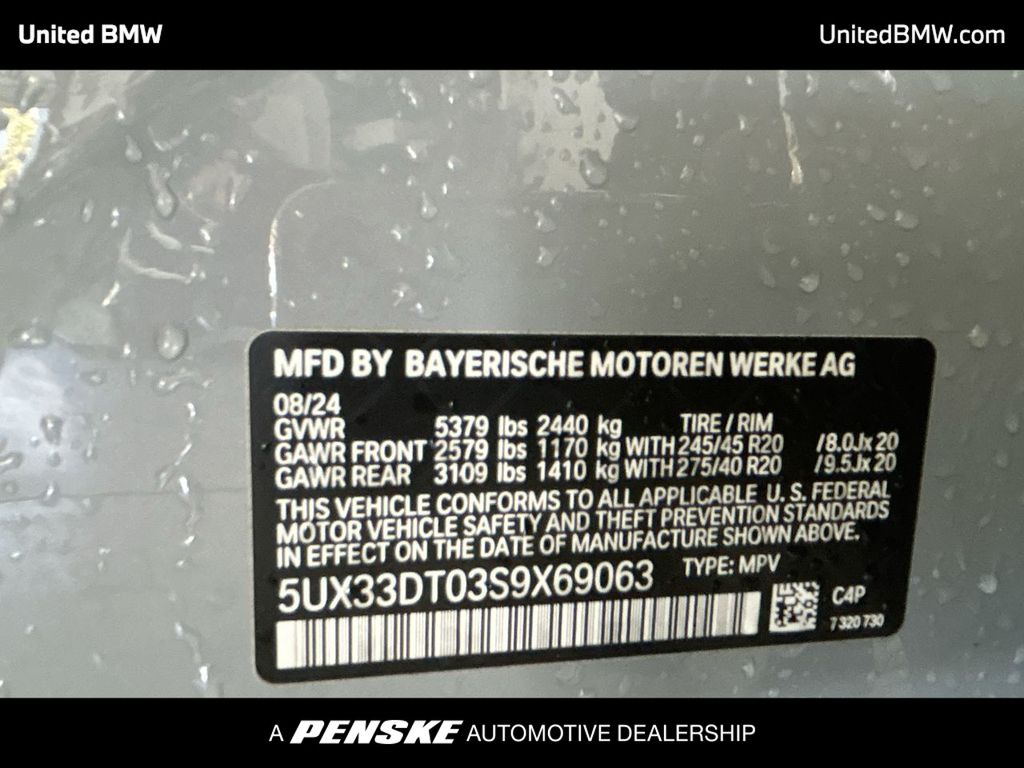 United BMW
UnitedBMW.com
MFD BY BAYERISCHE MOTOREN WERKE AG
08/24
GVWR 5379 lbs 2440 kg TIRE / RIM
GAWR FRONT 2579 lbs 1170 kg WITH 245/45 R20 /8.0Jx20
GAWR REAR 3109 lbs 1410 kg WITH 275/40 R20 /9.5Jx20
THIS VEHICLE CONFORMS TO ALL APPLICABLE U.S. FEDERAL
MOTOR VEHICLE SAFETY AND THEFT PREVENTION STANDARDS
IN EFFECT ON THE DATE OF MANUFACTURE SHOWN ABOVE.
5UX33DT03S9X69063 TYPE: MPV
C4P
7 320 730
A PENSKE AUTOMOTIVE DEALERSHIP